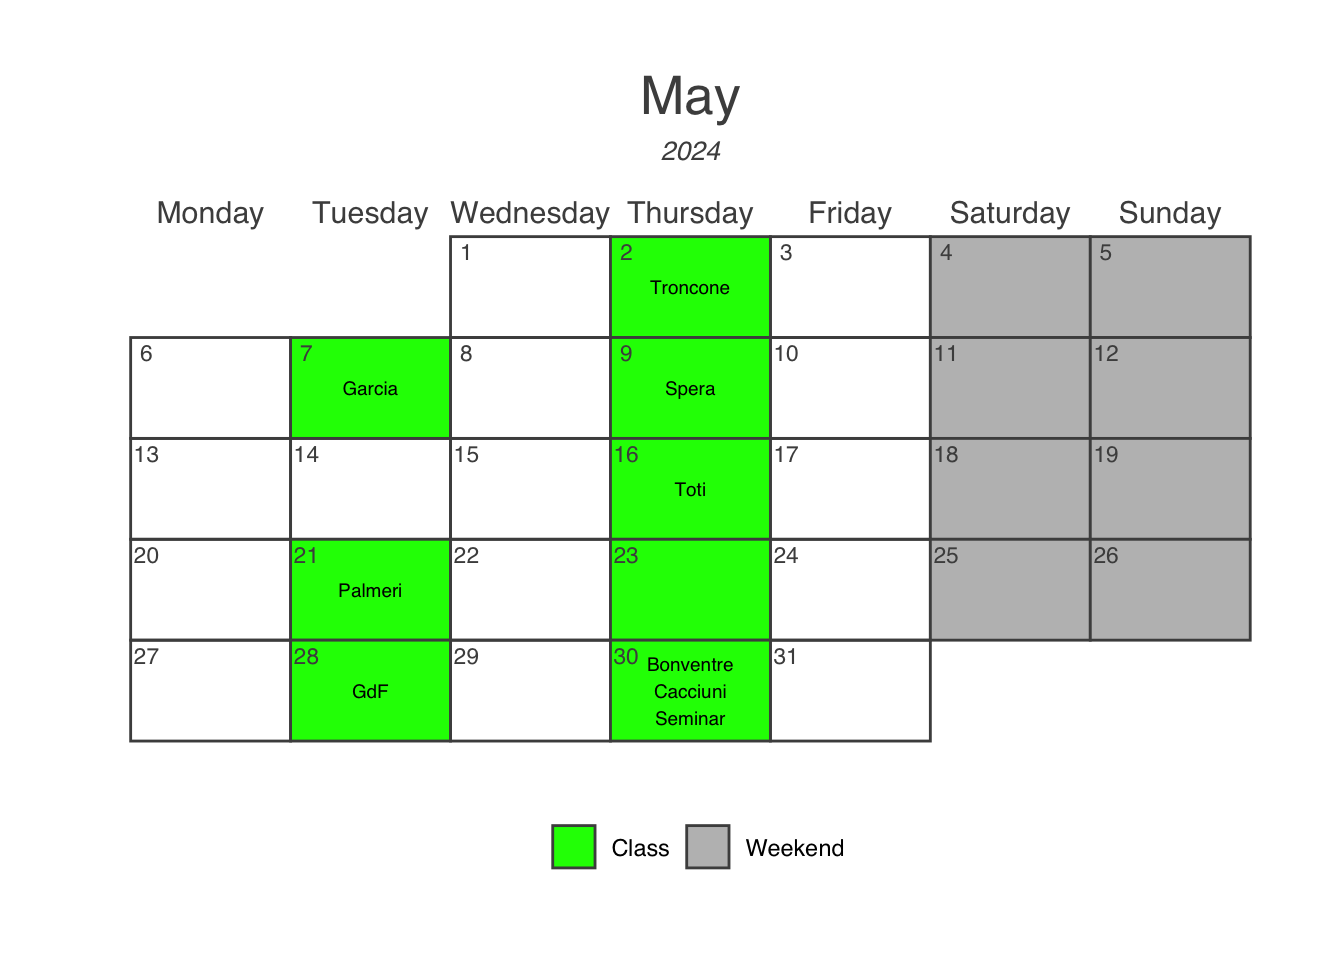 May
2024
Monday Tuesday Wednesday Thursday Friday Saturday Sunday
1 2 3 4 5
Troncone
6 7 8 9 10 11 12
Garcia Spera
13 14 15 16 17 18 19
Toti
20 21 22 23 24 25 26
Palmeri
27 28 29 30 31
Bonventre
GdF Cacciuni
Seminar
Class Weekend